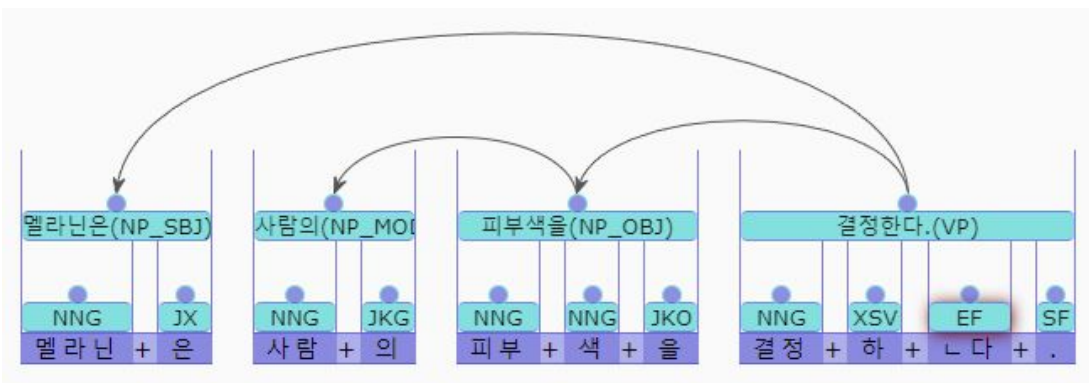 멜라닌은(NP_SBJ) 사람의(NP_MOD 피부색을(NP_OBJ) 결정한다.(VP)
NNG JX NNG JKG NNG NNG JKO NNG XSV EF SF
멜라닌 + 은 사람 + 의 피부 + 색 + 을 결정 + 하 + ㄴ다 + .